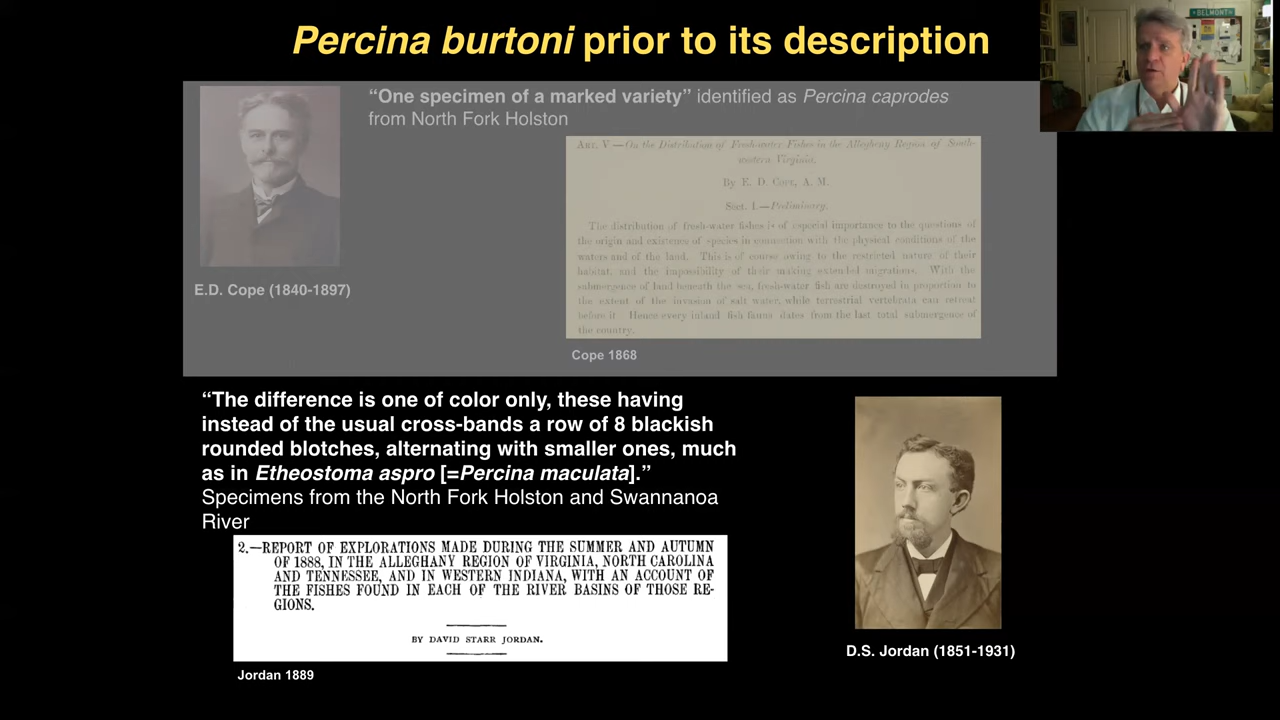 Percina burtoni prior to its description
BELMONT
“One specimen of a marked variety” identified as Percina caprodes
from North Fork Holston
ART. V.—On the Distribution of Fresh-water Fishes in the Allegheny Region of South-
western Virginia.
By E. D. COPE, A. M.
Sect. I.—Preliminary.
The distribution of fresh-water fishes is of especial importance to the questions of
the origin and existence of species in connection with the physical conditions of the
waters and of the land. This is of course owing to the restricted nature of their
habitat, and the impossibility of their making extended migrations. With the
submergence of land beneath the sea, fresh-water fish are destroyed in proportion to
the extent of the invasion of salt water, while terrestrial vertebrata can retreat
before it. Hence every inland fish fauna dates from the last total submergence of
the country.
E.D. Cope (1840-1897)
Cope 1868
“The difference is one of color only, these having
instead of the usual cross-bands a row of 8 blackish
rounded blotches, alternating with smaller ones, much
as in Etheostoma aspro [=Percina maculata].”
Specimens from the North Fork Holston and Swannanoa
River
2.—REPORT OF EXPLORATIONS MADE DURING THE SUMMER AND AUTUMN
OF 1888, IN THE ALLEGHANY REGION OF VIRGINIA, NORTH CAROLINA
AND TENNESSEE, AND IN WESTERN INDIANA, WITH AN ACCOUNT OF
THE FISHES FOUND IN EACH OF THE RIVER BASINS OF THOSE RE-
GIONS.
BY DAVID STARR JORDAN.
Jordan 1889
D.S. Jordan (1851-1931)